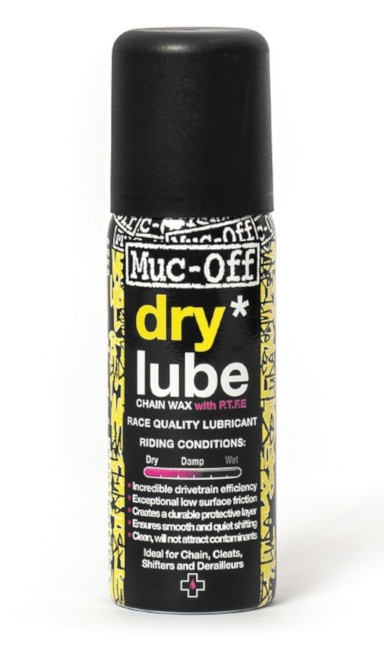 Muc-Off
Muc-Off
dry*
lube
CHAIN WAX with P.T.F.E
RACE QUALITY LUBRICANT
RIDING CONDITIONS:
Dry Damp Wet
Incredible drivetrain efficiency
Exceptional low surface friction
Creates a durable protective layer
Ensures smooth and quiet shifting
Clean, will not attract contaminants
Ideal for Chain, Cleats,
Shifters and Derailleurs